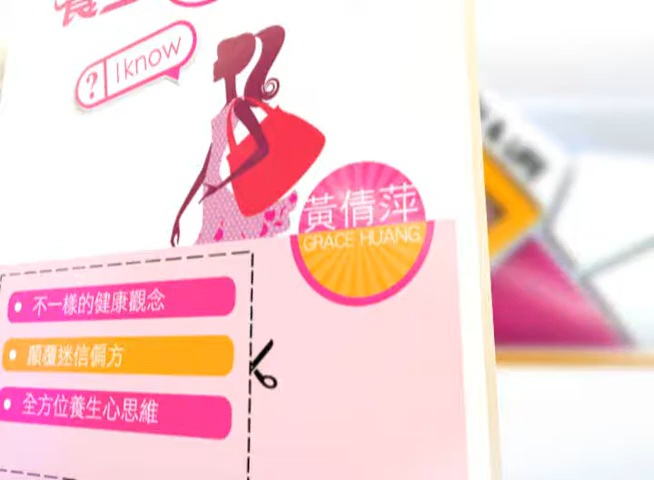 ? I know
黃倩萍
GRACE HUANG
不一樣的健康觀念
顛覆迷信偏方
全方位養生心思維
& LIFE